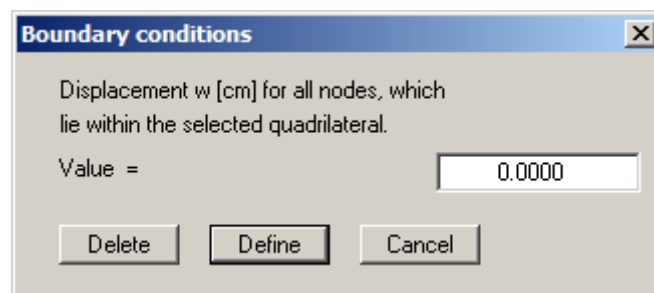 Boundary conditions
Displacement w [cm] for all nodes, which
lie within the selected quadrilateral.
Value =
0.0000
Delete Define Cancel